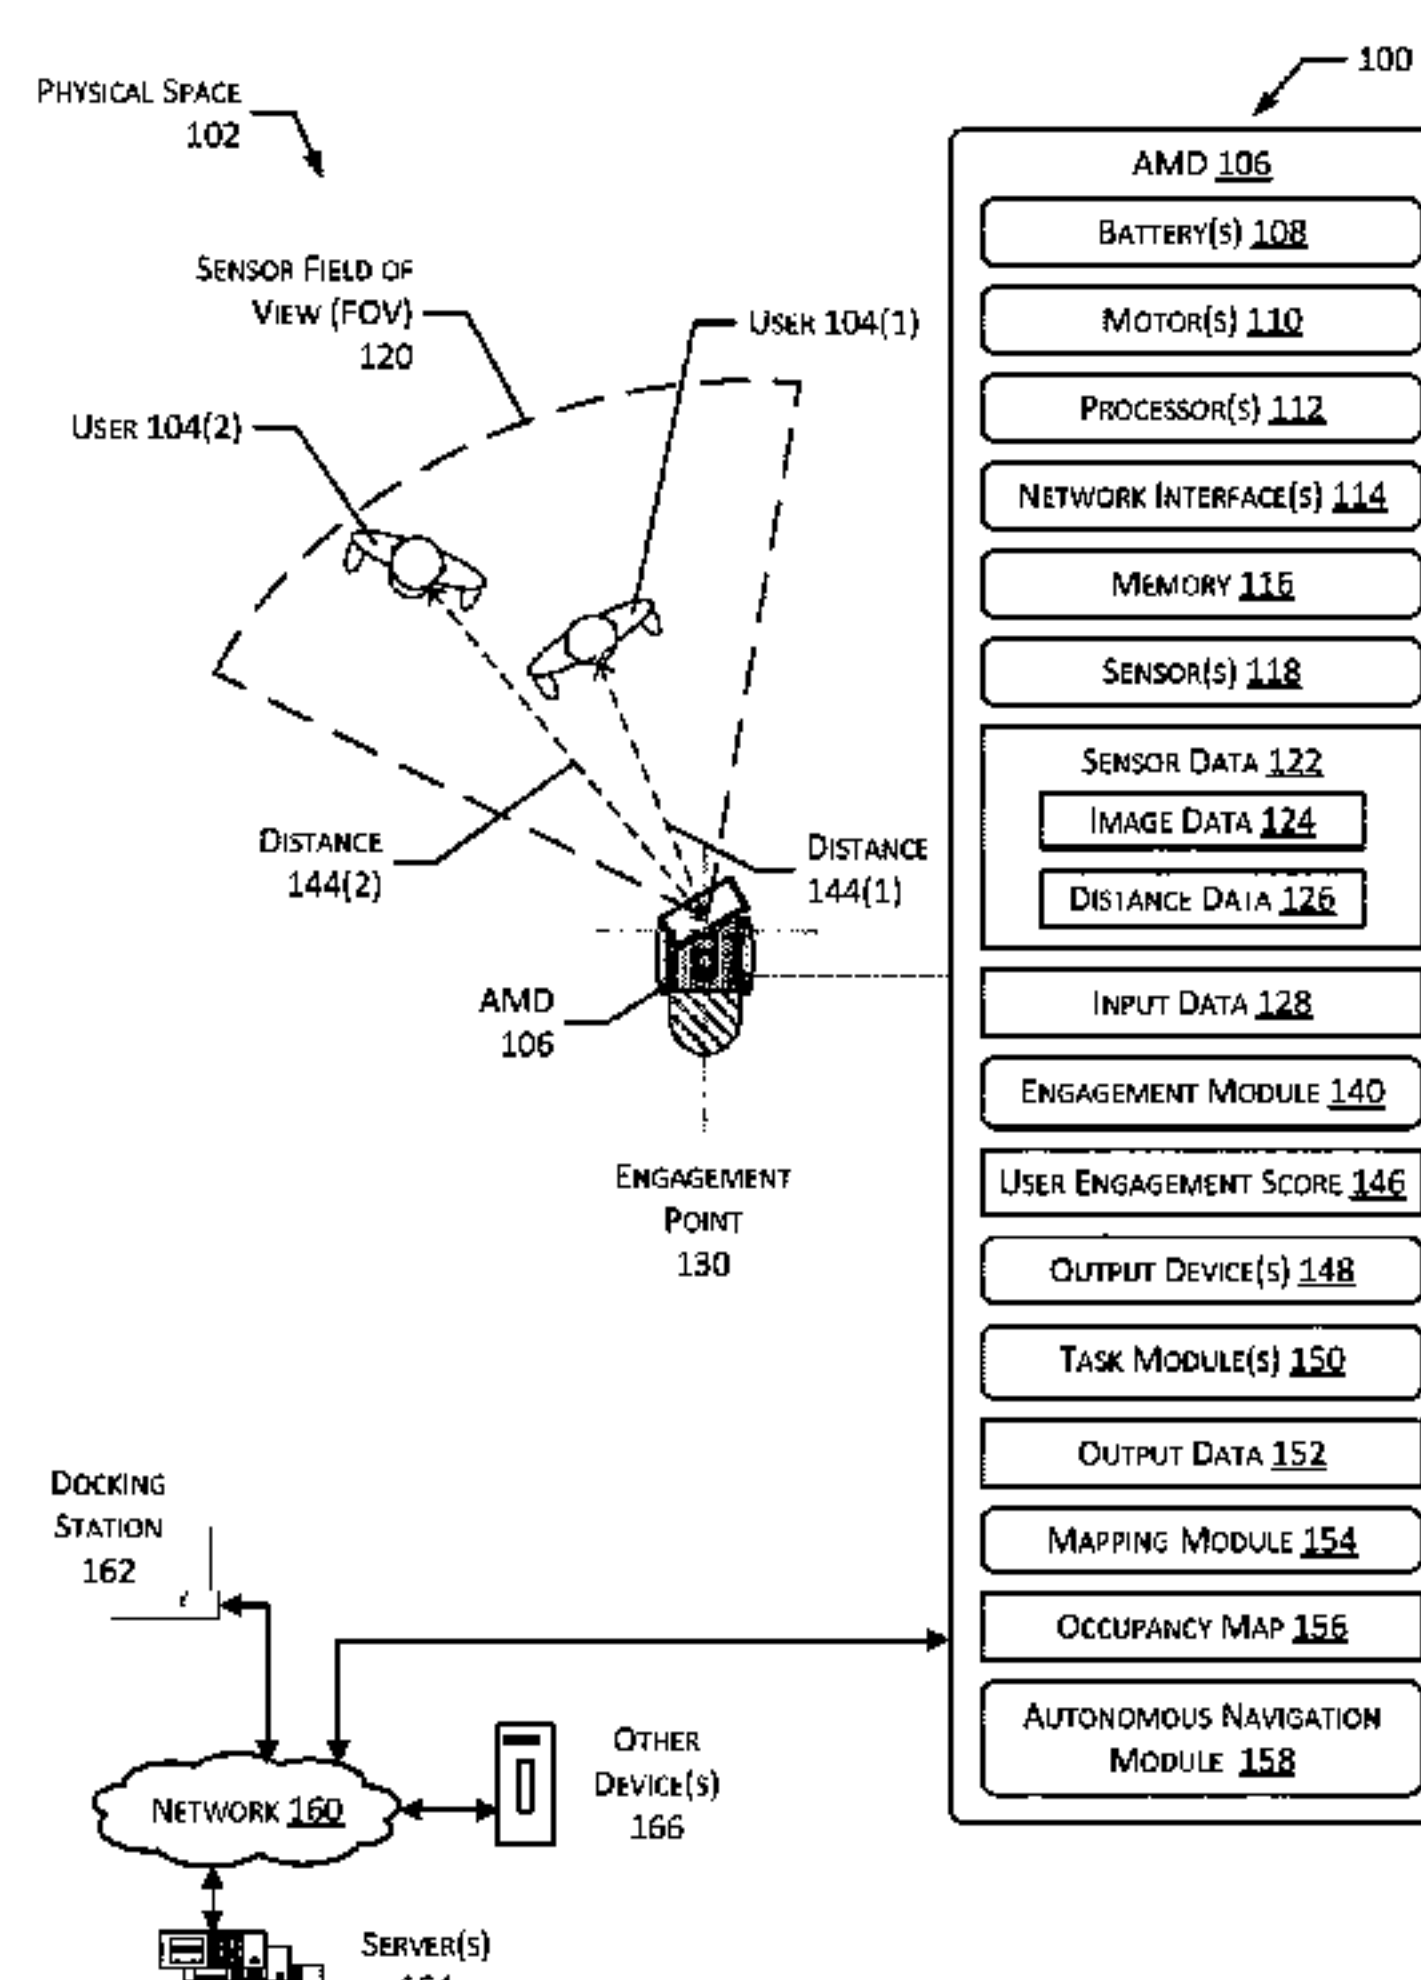 100
PHYSICAL SPACE
102
SENSOR FIELD OF
VIEW (FOV)
120
USER 104(1)
USER 104(2)
DISTANCE
144(2)
DISTANCE
144(1)
AMD
106
ENGAGEMENT
POINT
130
AMD 106
BATTERY(S) 108
MOTOR(S) 110
PROCESSOR(S) 112
NETWORK INTERFACE(S) 114
MEMORY 116
SENSOR(S) 118
SENSOR DATA 122
IMAGE DATA 124
DISTANCE DATA 126
INPUT DATA 128
ENGAGEMENT MODULE 140
USER ENGAGEMENT SCORE 146
OUTPUT DEVICE(S) 148
TASK MODULE(S) 150
OUTPUT DATA 152
MAPPING MODULE 154
OCCUPANCY MAP 156
AUTONOMOUS NAVIGATION
MODULE 158
DOCKING
STATION
162
NETWORK 160
OTHER
DEVICE(S)
166
SERVER(S)